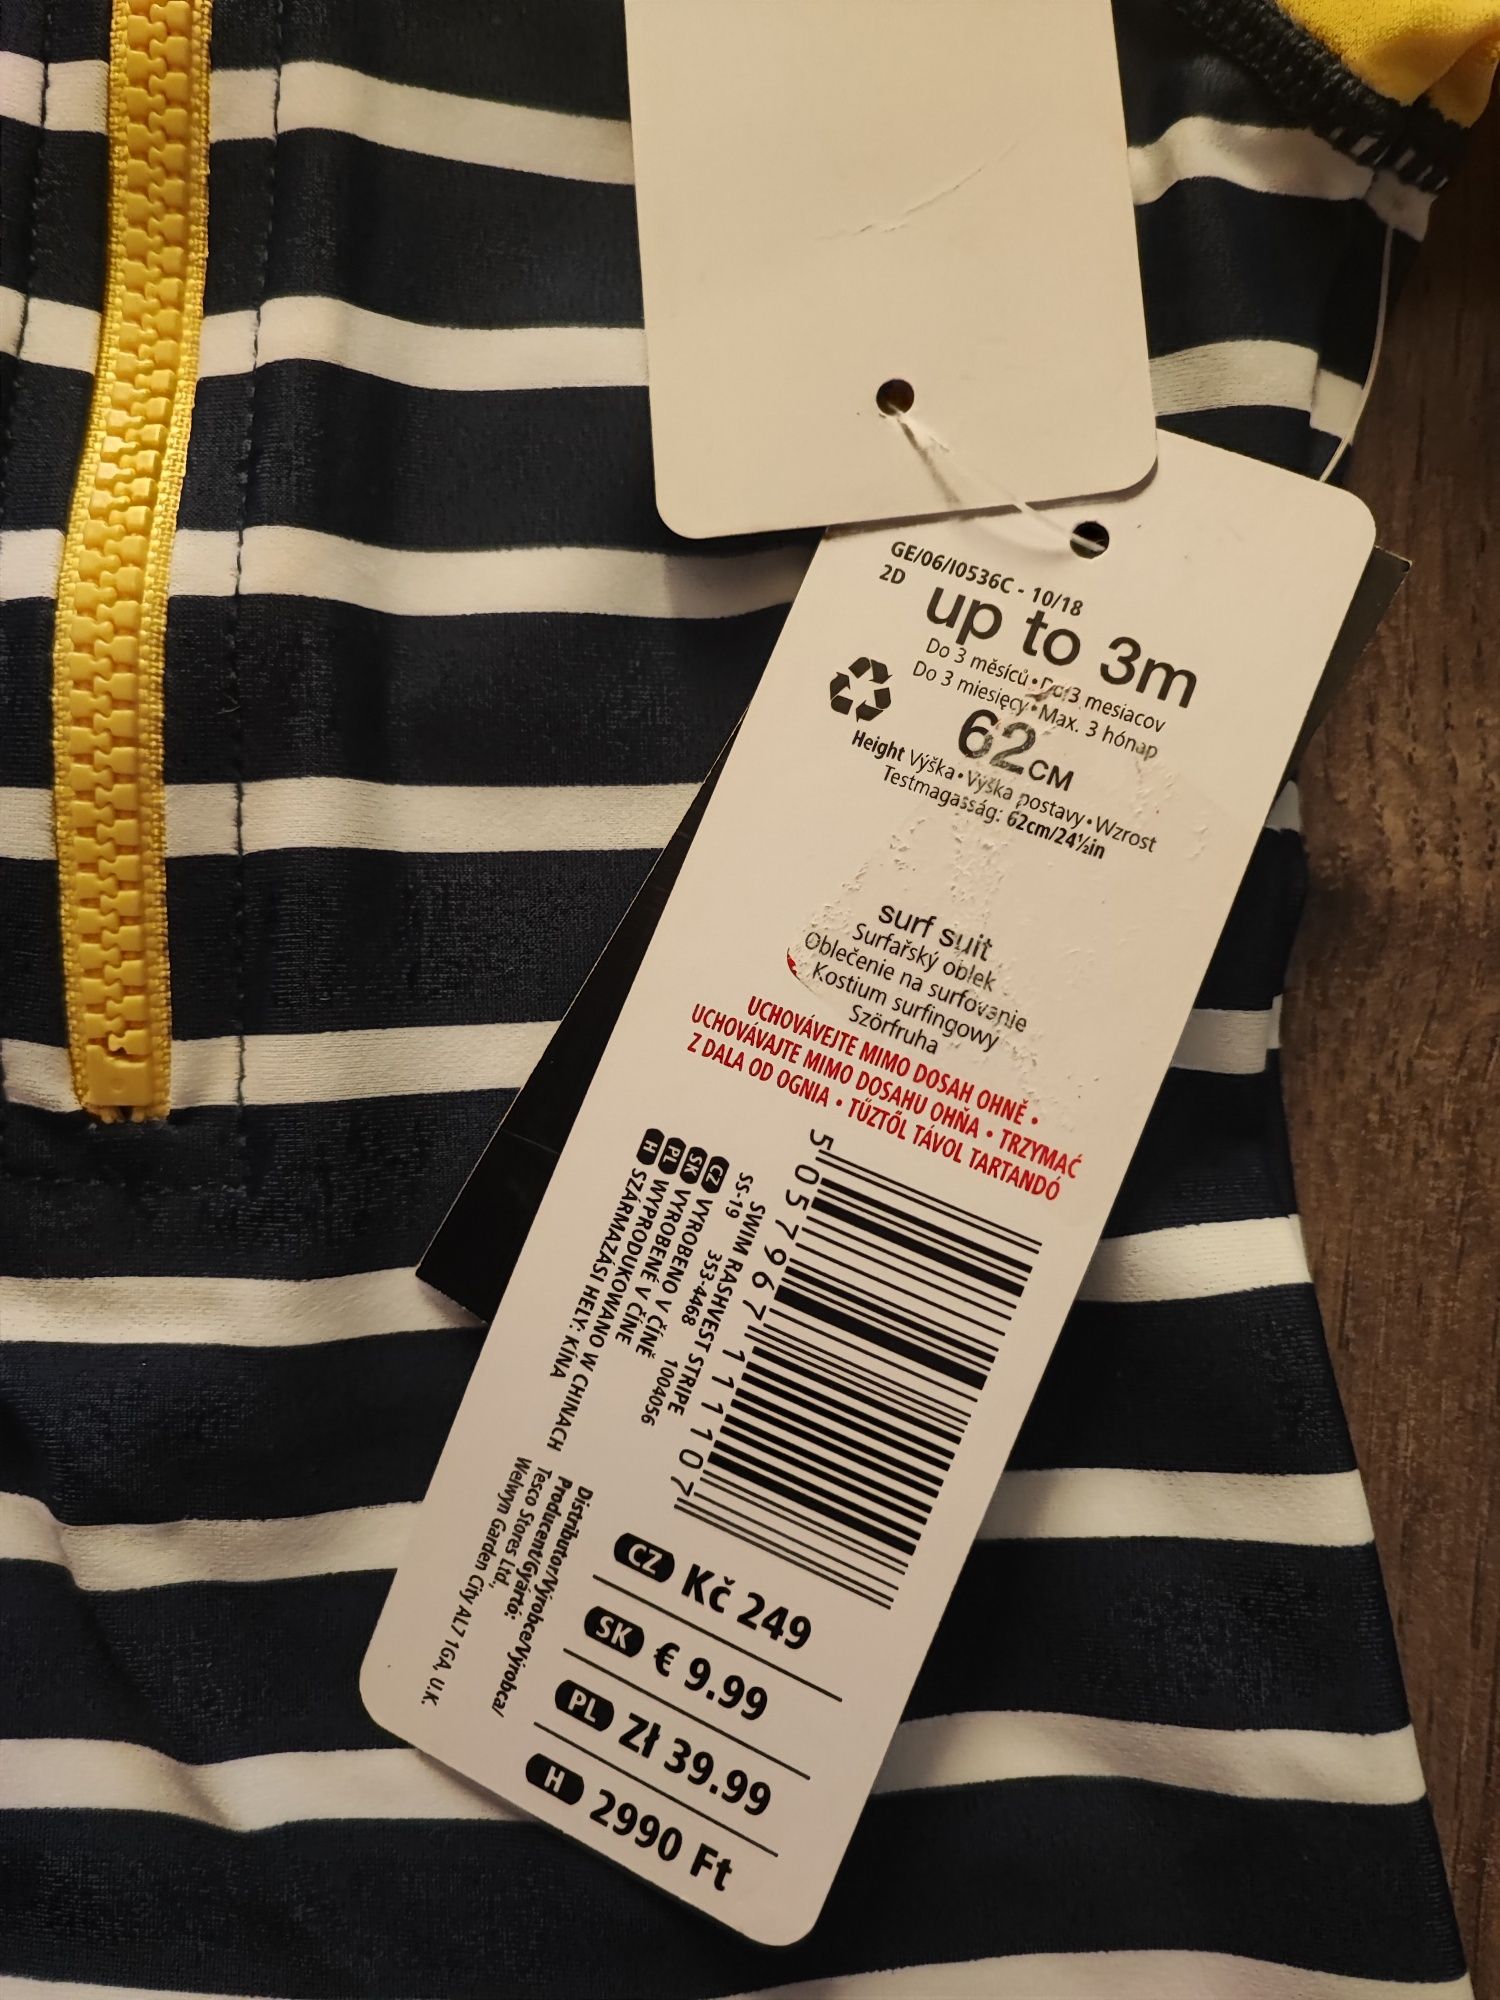 GE/06/I0536C - 10/18
2D
up to 3m
Do 3 měsíců • Do 3 mesiacov
Do 3 miesięcy • Max. 3 hónap
62CM
Height Výška • Výška postavy • Wzrost
Testmagasság: 62cm/24½in
surf suit
Surfařský oblek
Oblečenie na surfovanie
Kostium surfingowy
Szörfruha
UCHOVÁVEJTE MIMO DOSAH OHNĚ •
UCHOVÁVAJTE MIMO DOSAHU OHŇA • TRZYMAĆ
Z DALA OD OGNIA • TŰZTŐL TÁVOL TARTANDÓ
5 057967 111107
SWIM RASHVEST STRIPE
SS-19 353-4468 1004056
CZ VYROBENO V ČÍNĚ
SK VYROBENÉ V ČÍNE
PL WYPRODUKOWANO W CHINACH
H SZÁRMAZÁSI HELY: KÍNA
Distributor/Výrobce/Výrobca/
Producent/Gyártó:
Tesco Stores Ltd.,
Welwyn Garden City AL7 1GA, U.K.
CZ Kč 249
SK € 9.99
PL Zł 39.99
H 2990 Ft